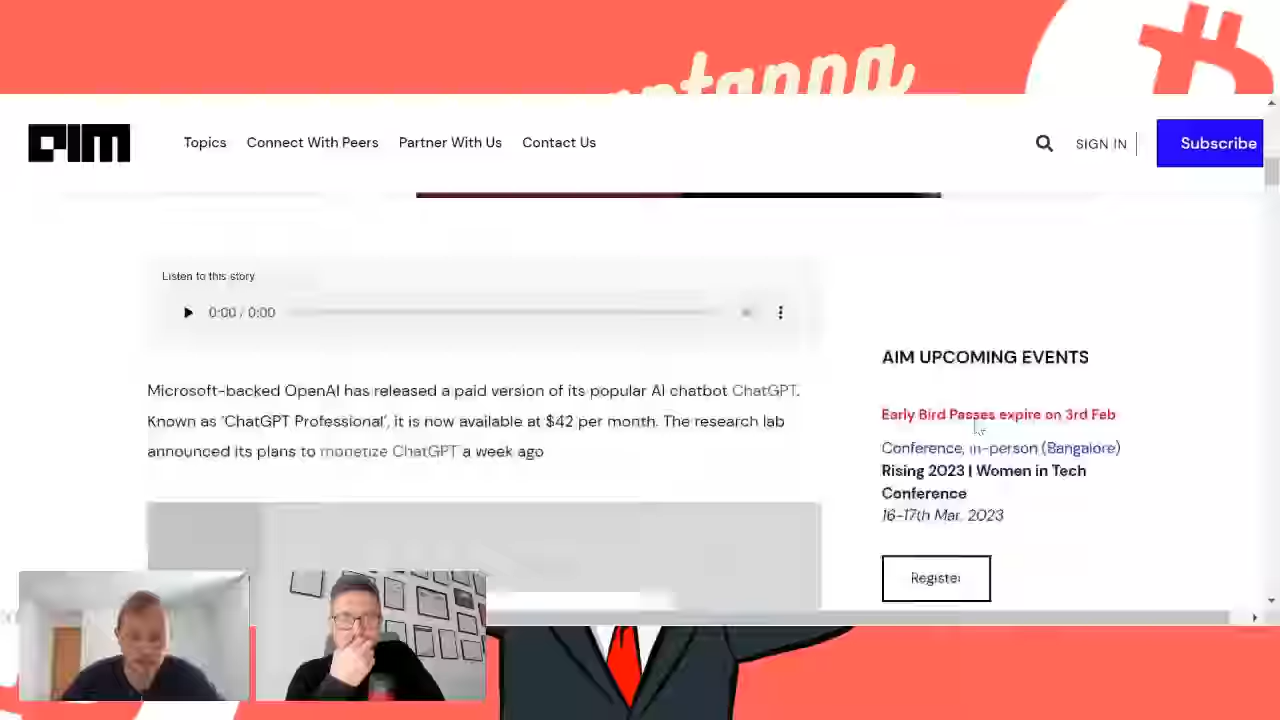 AIM
Topics Connect With Peers Partner With Us Contact Us
SIGN IN
Subscribe
Listen to this story
0:00 / 0:00
Microsoft-backed OpenAI has released a paid version of its popular AI chatbot ChatGPT.
Known as 'ChatGPT Professional', it is now available at $42 per month. The research lab
announced its plans to monetize ChatGPT a week ago
AIM UPCOMING EVENTS
Early Bird Passes expire on 3rd Feb
Conference, in-person (Bangalore)
Rising 2023 | Women in Tech
Conference
16-17th Mar, 2023
Register